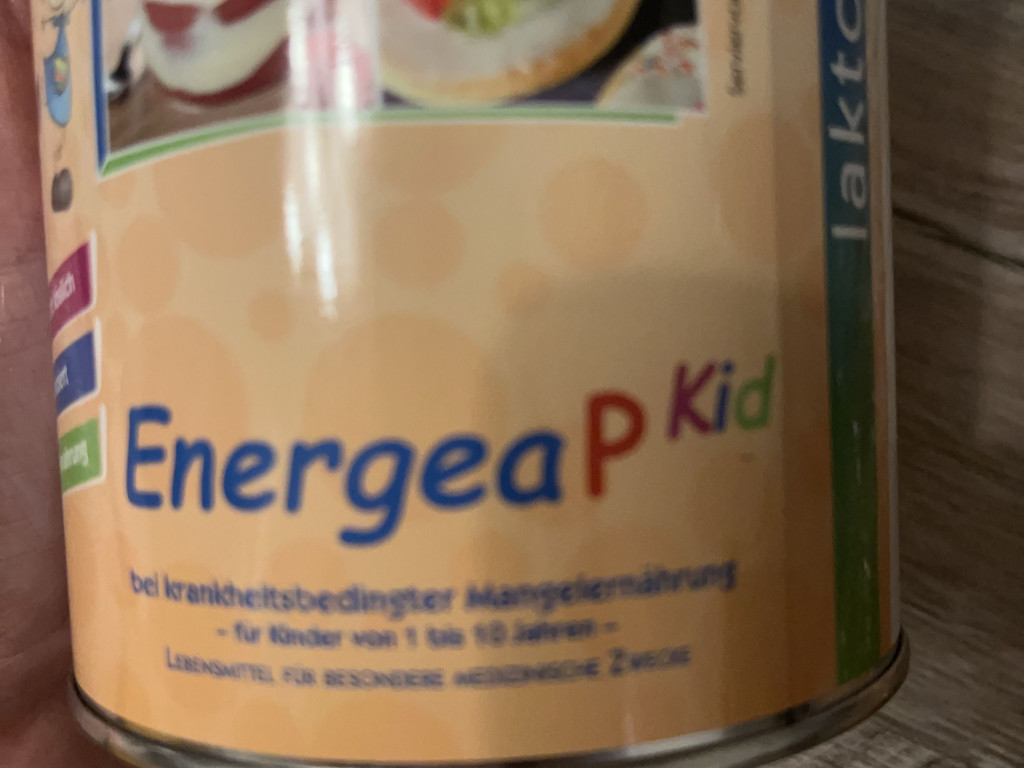 lakto
Energea P Kid
bei krankheitsbedingter Mangelernährung
- für Kinder von 1 bis 10 Jahren -
LEBENSMITTEL FÜR BESONDERE MEDIZINISCHE ZWECKE